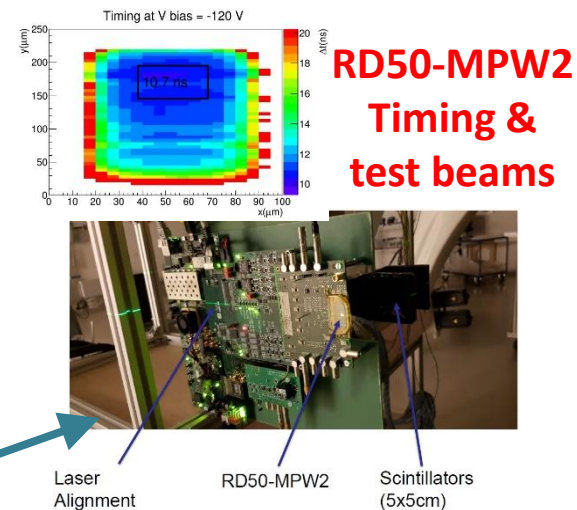 Timing at V bias = -120 V
y(μm)
250
200
150
100
50
0
0 10 20 30 40 50 60 70 80 90 100
x(μm)
10.7 ns
20
18
16
14
12
10
Δt(ns)
RD50-MPW2
Timing &
test beams
Laser
Alignment
RD50-MPW2
Scintillators
(5x5cm)